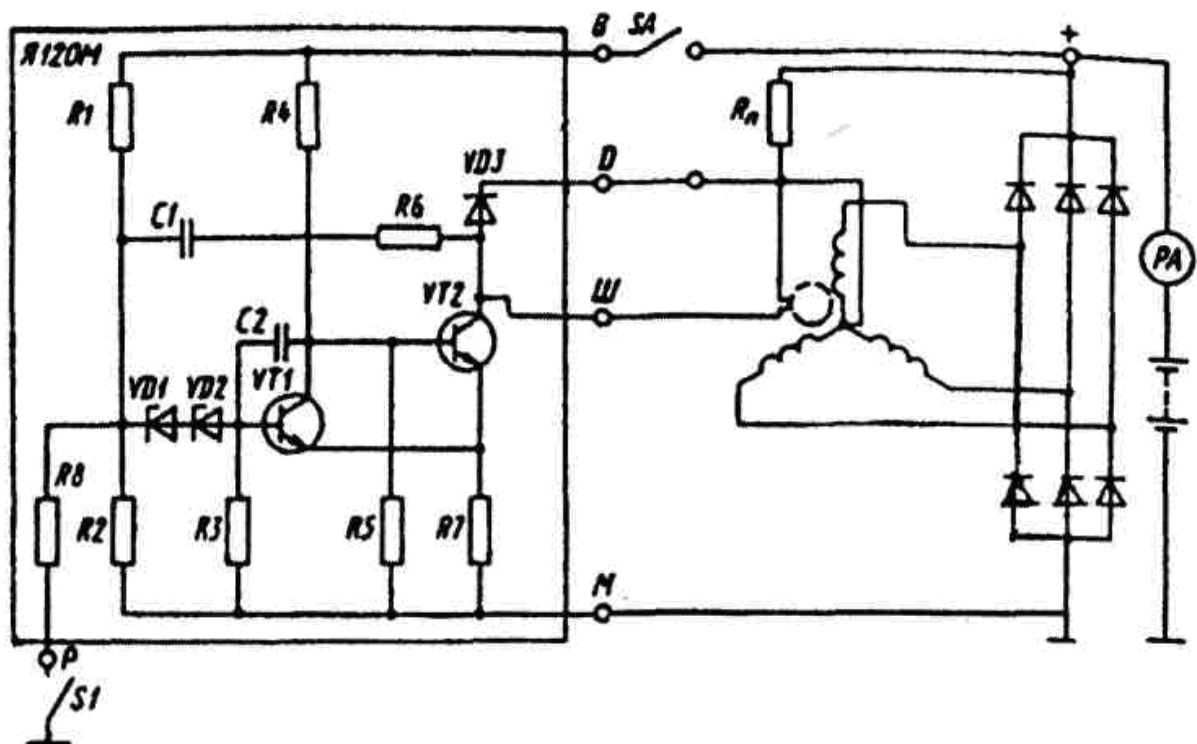 Я120М
В
SA
+
R1
R4
Rп
VD3
D
C1
R6
PA
VT2
Ш
C2
VD1
VD2
VT1
R8
R2
R3
R5
R7
М
P
S1